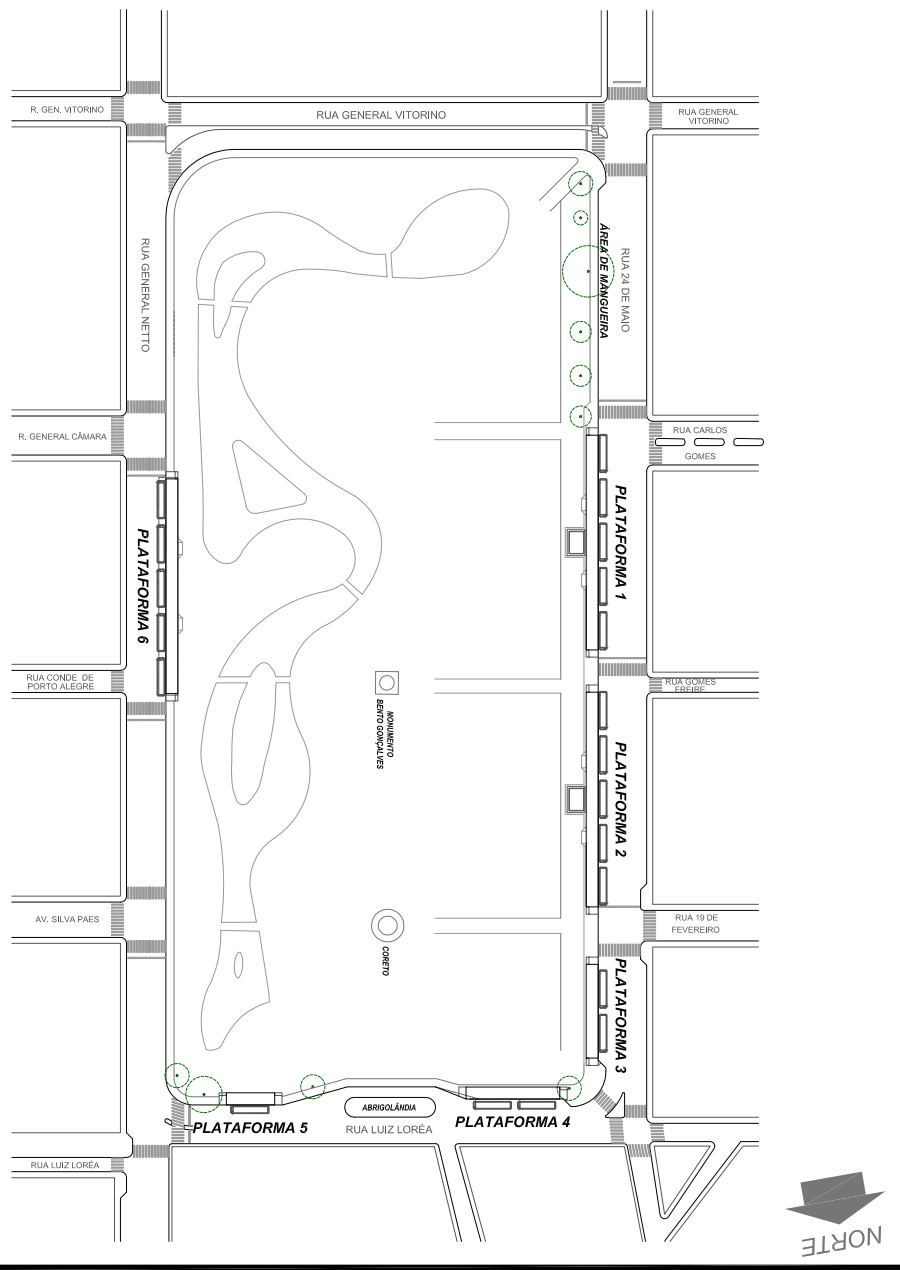 R. GEN. VITORINO
RUA GENERAL VITORINO
RUA GENERAL
VITORINO
RUA GENERAL NETTO
ÁREA DE MANGUEIRA
RUA 24 DE MAIO
R. GENERAL CÂMARA
RUA CARLOS
GOMES
PLATAFORMA 6
PLATAFORMA 1
RUA CONDE DE
PORTO ALEGRE
RUA GOMES
FREIRE
MONUMENTO
BENTO GONÇALVES
PLATAFORMA 2
AV. SILVA PAES
RUA 19 DE
FEVEREIRO
CORETO
PLATAFORMA 3
ABRIGOLÂNDIA
PLATAFORMA 5
RUA LUIZ LORÉA
PLATAFORMA 4
RUA LUIZ LORÉA
NORTE